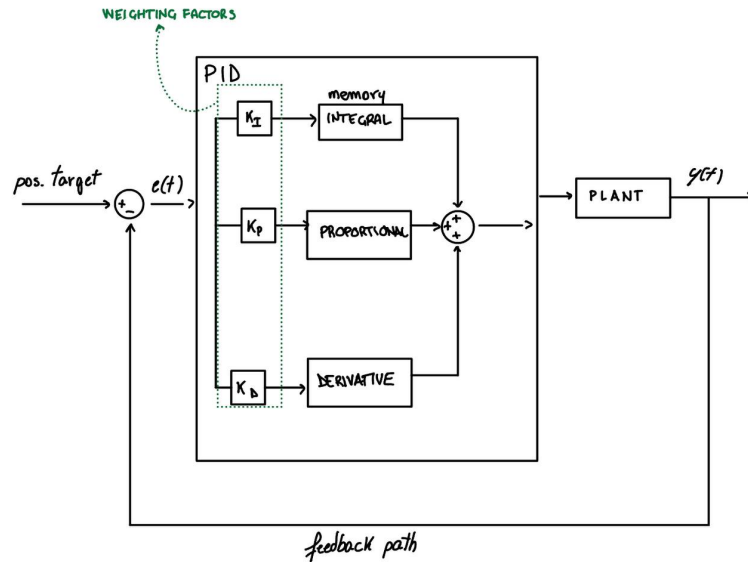 WEIGHTING FACTORS
PID
memory
K_I
INTEGRAL
pos. target
+
-
e(t)
K_P
PROPORTIONAL
+
+
+
PLANT
y(t)
K_D
DERIVATIVE
feedback path